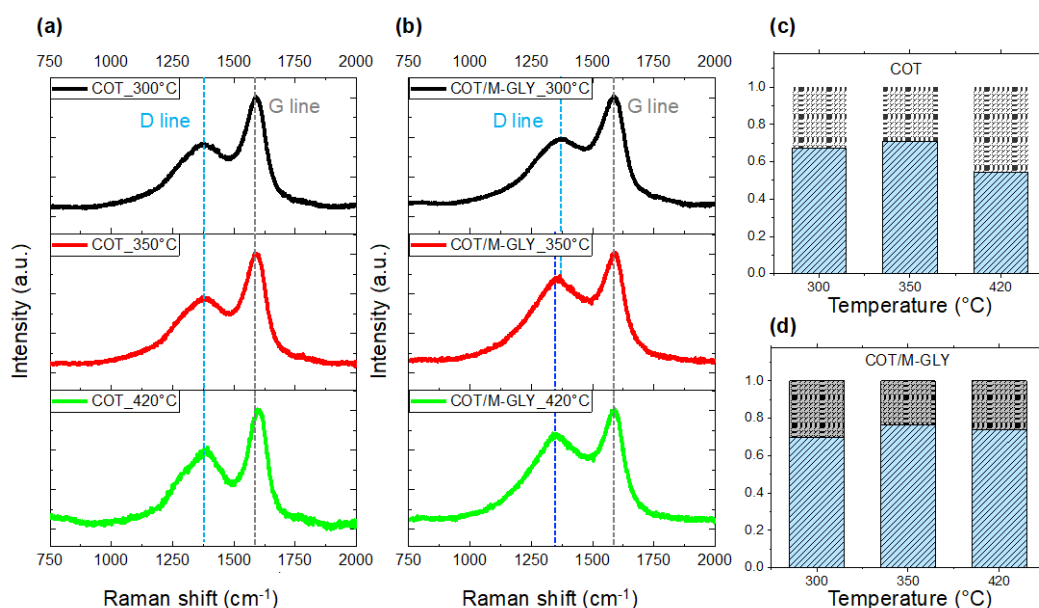 (a)
750 1000 1250 1500 1750 2000
COT_300°C
D line
G line
COT_350°C
COT_420°C
Intensity (a.u.)
750 1000 1250 1500 1750 2000
Raman shift (cm-1)
(b)
750 1000 1250 1500 1750 2000
COT/M-GLY_300°C
D line
G line
COT/M-GLY_350°C
COT/M-GLY_420°C
Intensity (a.u.)
750 1000 1250 1500 1750 2000
Raman shift (cm-1)
(c)
COT
1.0
0.8
0.6
0.4
0.2
0.0
300 350 420
Temperature (°C)
(d)
COT/M-GLY
1.0
0.8
0.6
0.4
0.2
0.0
300 350 420
Temperature (°C)